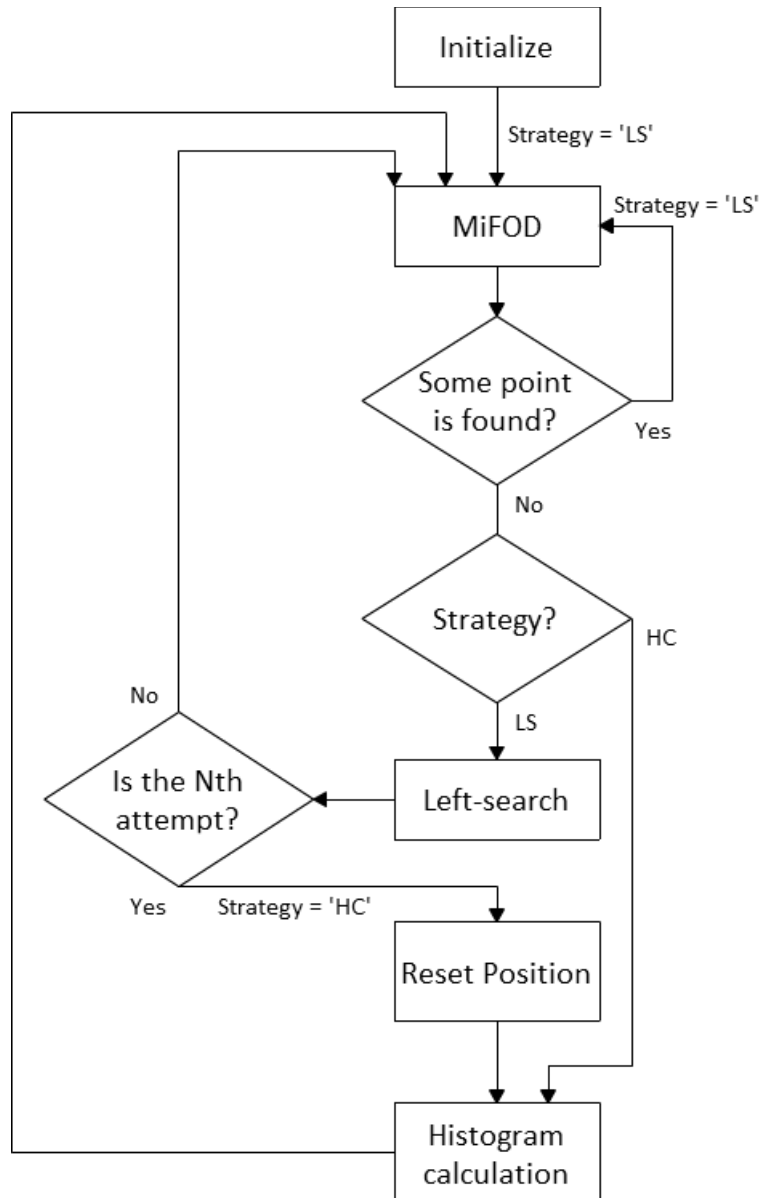 Initialize
Strategy = 'LS'
Strategy = 'LS'
MiFOD
Some point
is found?
Yes
No
Strategy?
HC
No
LS
Is the Nth
attempt?
Left-search
Yes
Strategy = 'HC'
Reset Position
Histogram
calculation